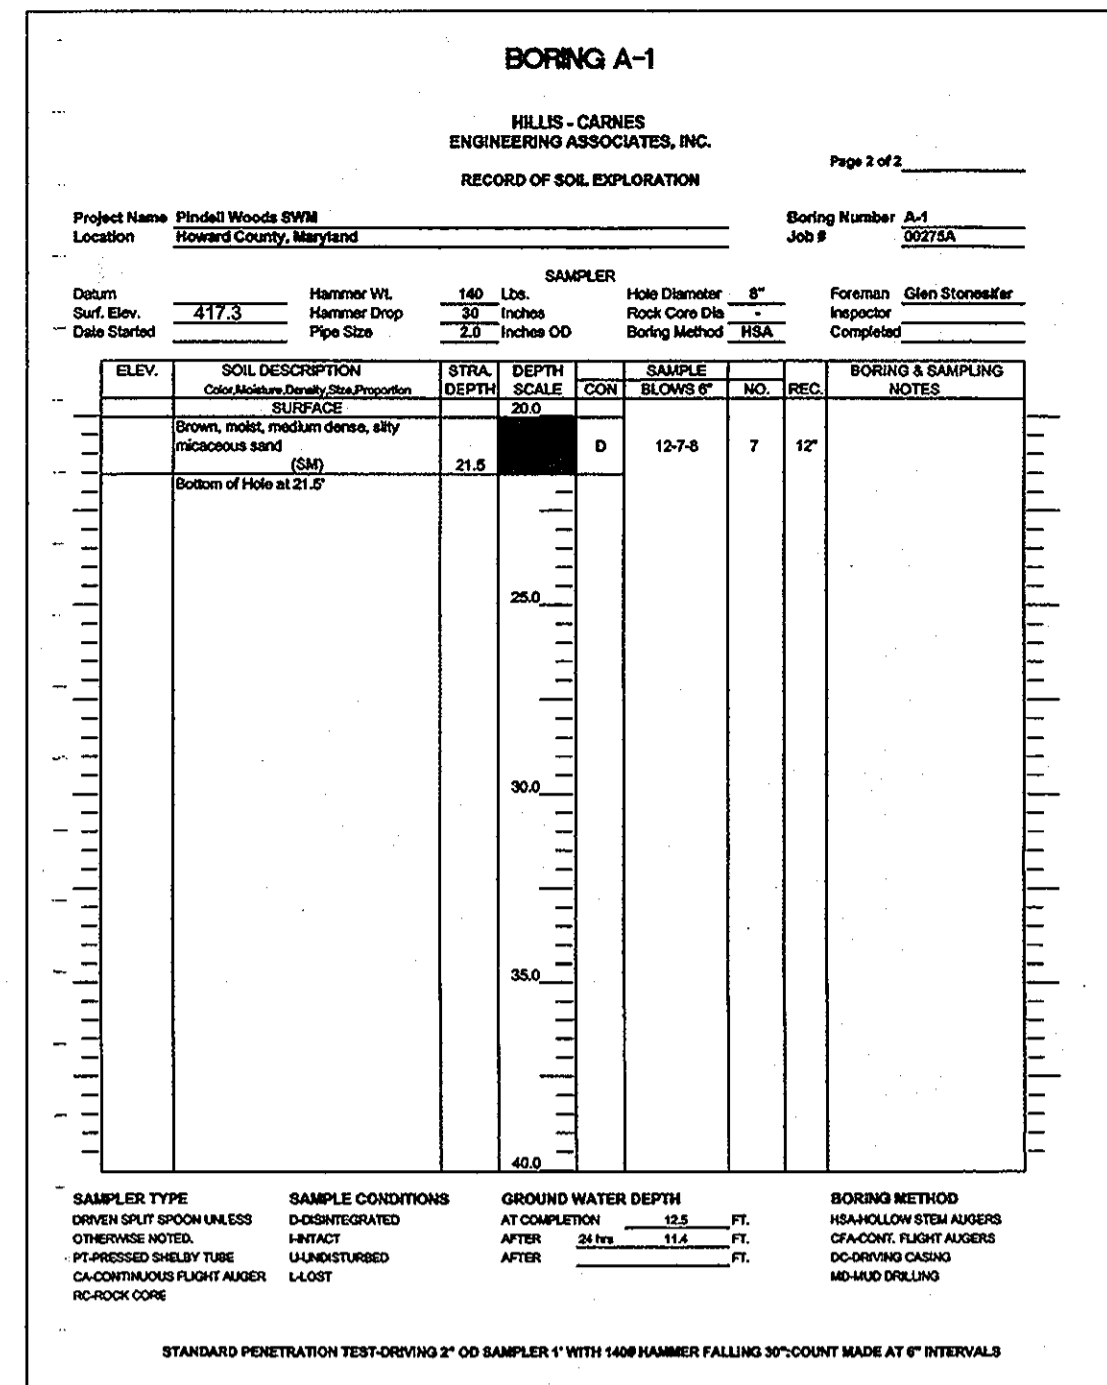 BORING A-1
HILLIS - CARNES
ENGINEERING ASSOCIATES, INC.
Page 2 of 2
RECORD OF SOIL EXPLORATION
Project Name Pindell Woods SWM Boring Number A-1
Location Howard County, Maryland Job # 00275A
SAMPLER
Datum Hammer Wt. 140 Lbs. Hole Diameter 8" Foreman Glen Stonesifer
Surf. Elev. 417.3 Hammer Drop 30 Inches Rock Core Dia - Inspector
Date Started Pipe Size 2.0 Inches OD Boring Method HSA Completed
ELEV. SOIL DESCRIPTION STRA. DEPTH SAMPLE BORING & SAMPLING
Color,Moisture,Density,Size,Proportion DEPTH SCALE CON BLOWS 6" NO. REC. NOTES
SURFACE 20.0
Brown, moist, medium dense, silty
micaceous sand D 12-7-8 7 12"
(SM) 21.5
Bottom of Hole at 21.5'
25.0
30.0
35.0
40.0
SAMPLER TYPE SAMPLE CONDITIONS GROUND WATER DEPTH BORING METHOD
DRIVEN SPLIT SPOON UNLESS D-DISINTEGRATED AT COMPLETION 12.5 FT. HSA-HOLLOW STEM AUGERS
OTHERWISE NOTED. I-INTACT AFTER 24 hrs 11.4 FT. CFA-CONT. FLIGHT AUGERS
PT-PRESSED SHELBY TUBE U-UNDISTURBED AFTER FT. DC-DRIVING CASING
CA-CONTINUOUS FLIGHT AUGER L-LOST MD-MUD DRILLING
RC-ROCK CORE
STANDARD PENETRATION TEST-DRIVING 2" OD SAMPLER 1' WITH 140# HAMMER FALLING 30":COUNT MADE AT 6" INTERVALS